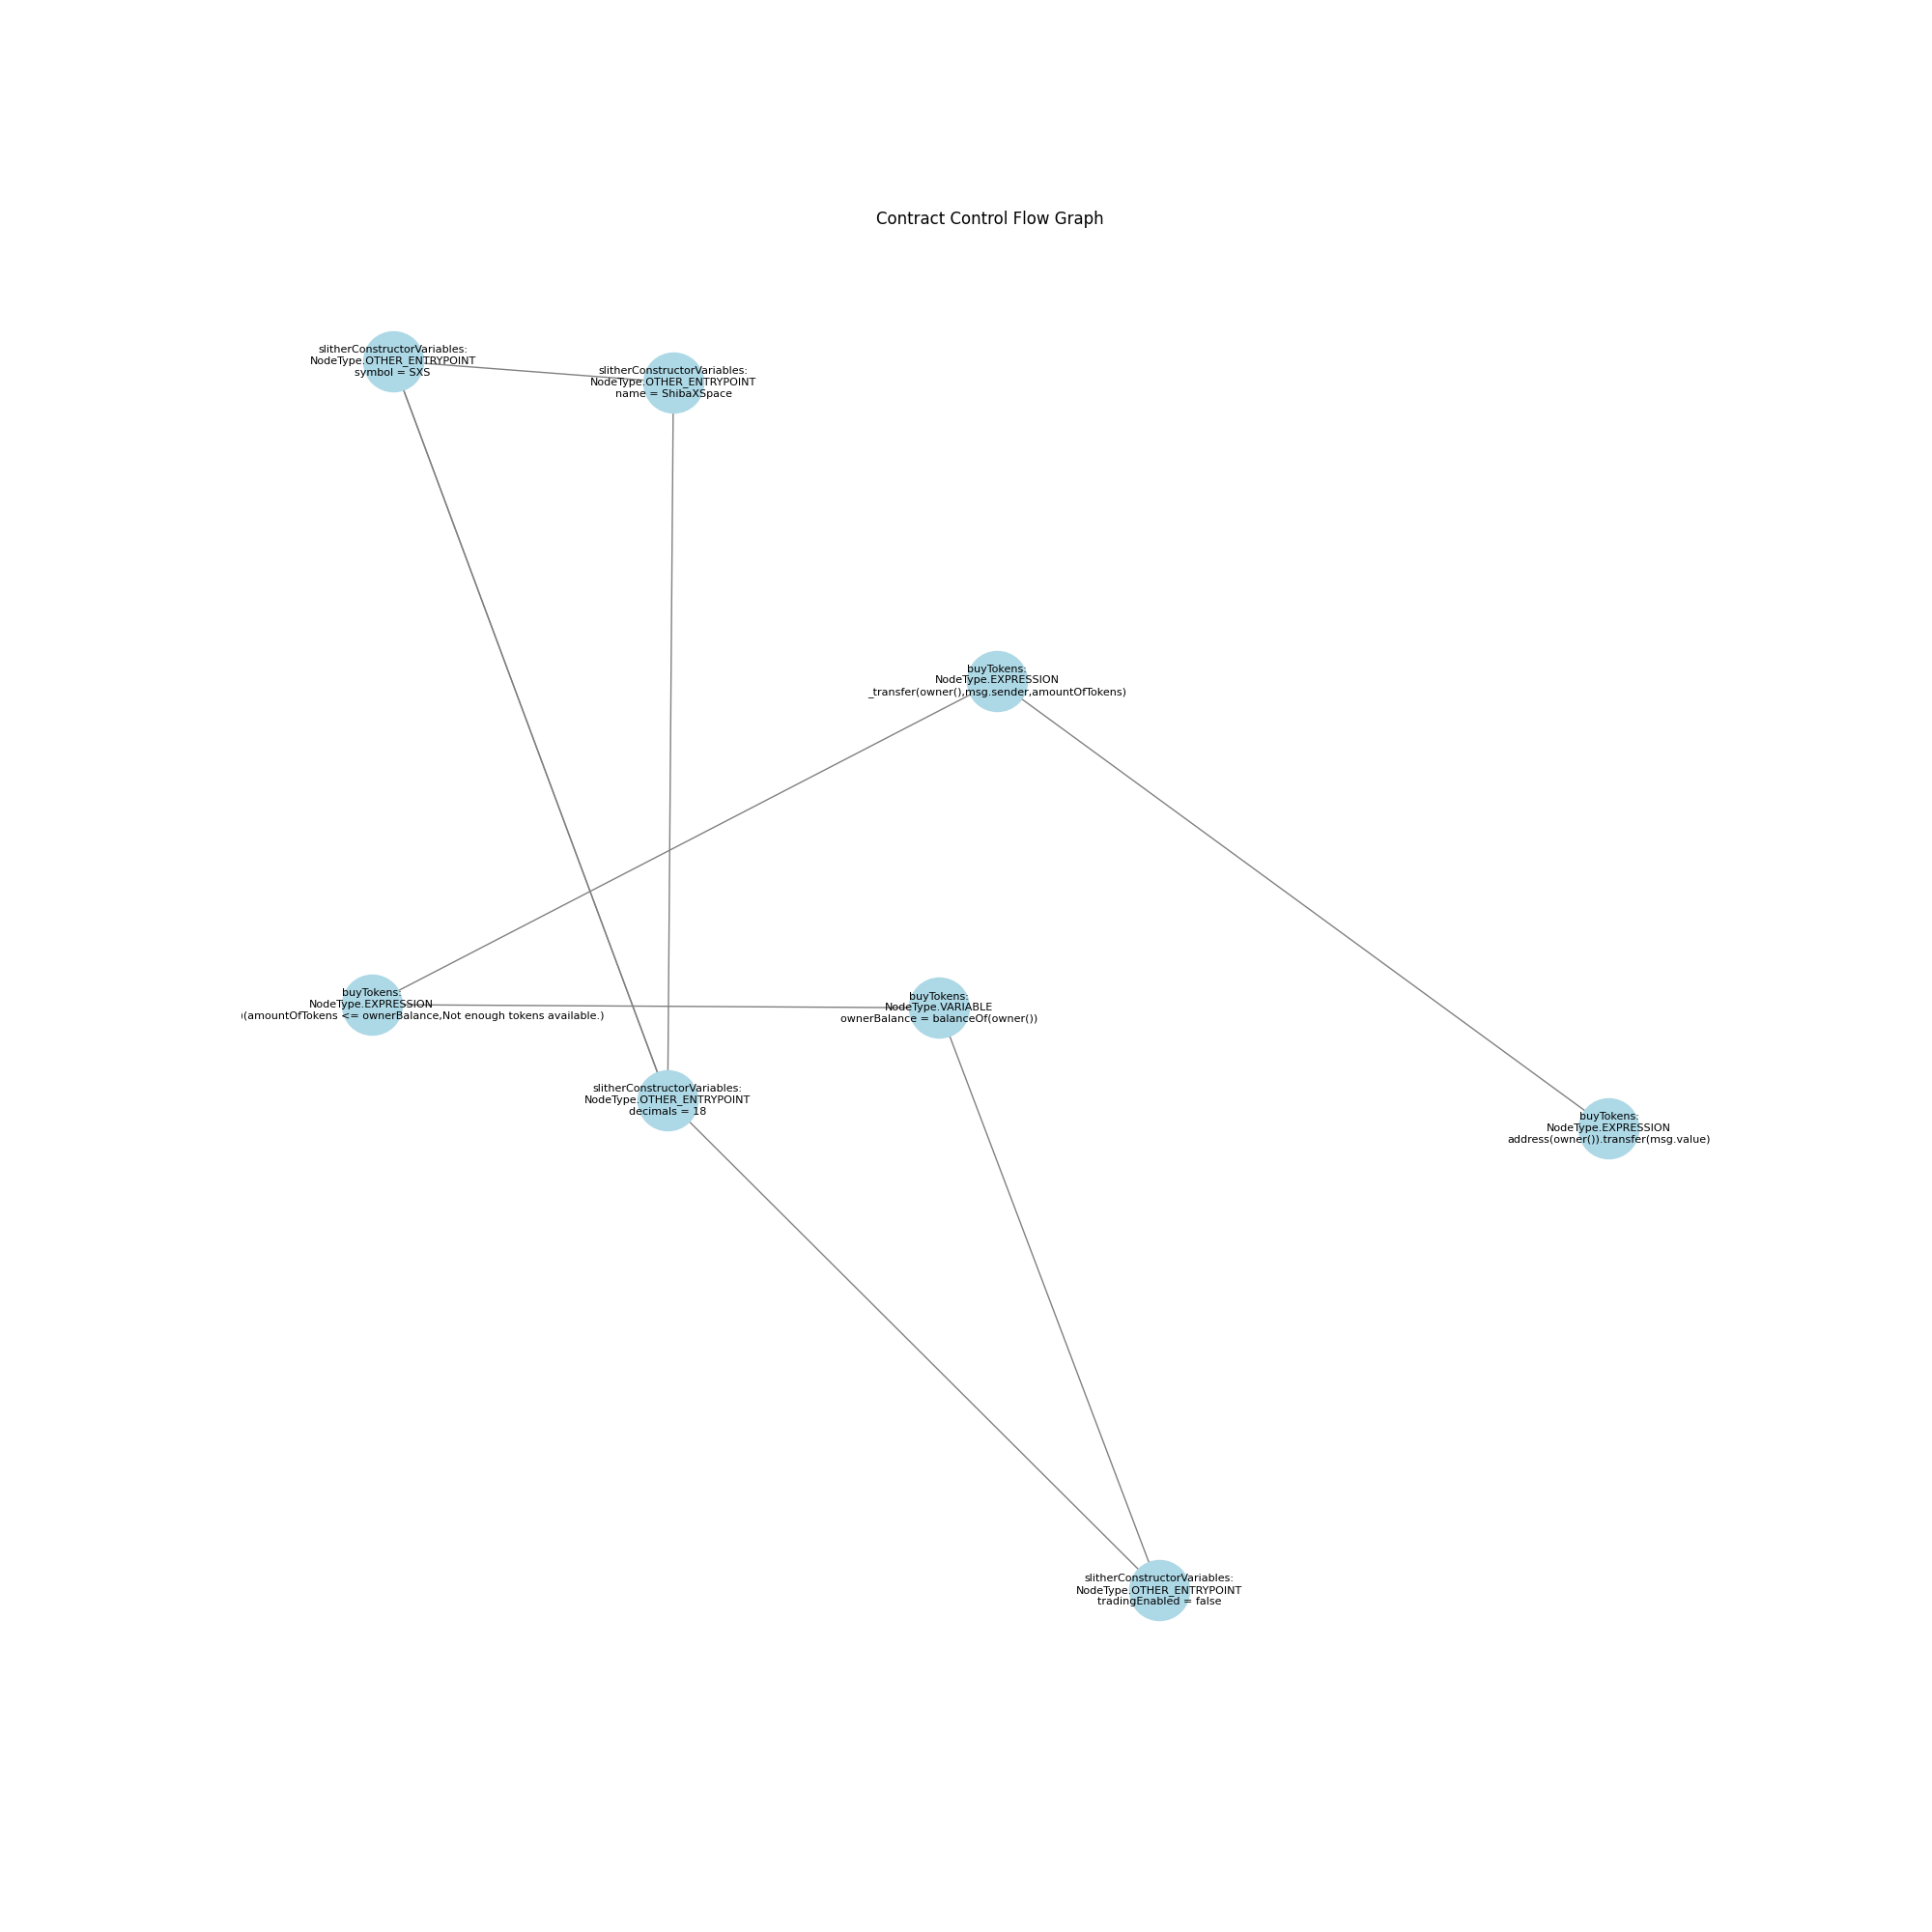 Contract Control Flow Graph
slitherConstructorVariables:
NodeType.OTHER_ENTRYPOINT
symbol = SXS
slitherConstructorVariables:
NodeType.OTHER_ENTRYPOINT
name = ShibaXSpace
buyTokens:
NodeType.EXPRESSION
_transfer(owner(),msg.sender,amountOfTokens)
buyTokens:
NodeType.EXPRESSION
(amountOfTokens <= ownerBalance,Not enough tokens available.)
buyTokens:
NodeType.VARIABLE
ownerBalance = balanceOf(owner())
slitherConstructorVariables:
NodeType.OTHER_ENTRYPOINT
decimals = 18
buyTokens:
NodeType.EXPRESSION
address(owner()).transfer(msg.value)
slitherConstructorVariables:
NodeType.OTHER_ENTRYPOINT
tradingEnabled = false